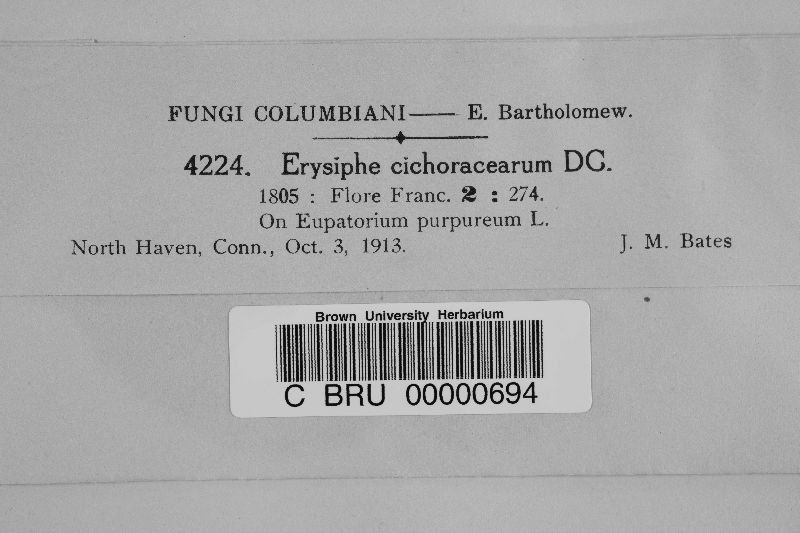 FUNGI COLUMBIANI—— E. Bartholomew.
4224. Erysiphe cichoracearum DC.
1805 : Flore Franc. 2 : 274.
On Eupatorium purpureum L.
North Haven, Conn., Oct. 3, 1913. J. M. Bates
Brown University Herbarium
C BRU 00000694